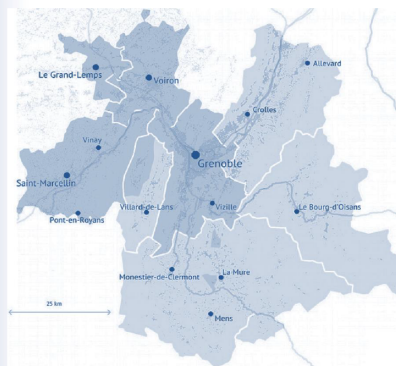 Allevard
Le Grand-Lemps
Voiron
Crolles
Vinay
Grenoble
Saint-Marcellin
Vizille
Villard-de-Lans
Le Bourg-d'Oisans
Pont-en-Royans
Monestier-de-Clermont
La Mure
25 km
Mens